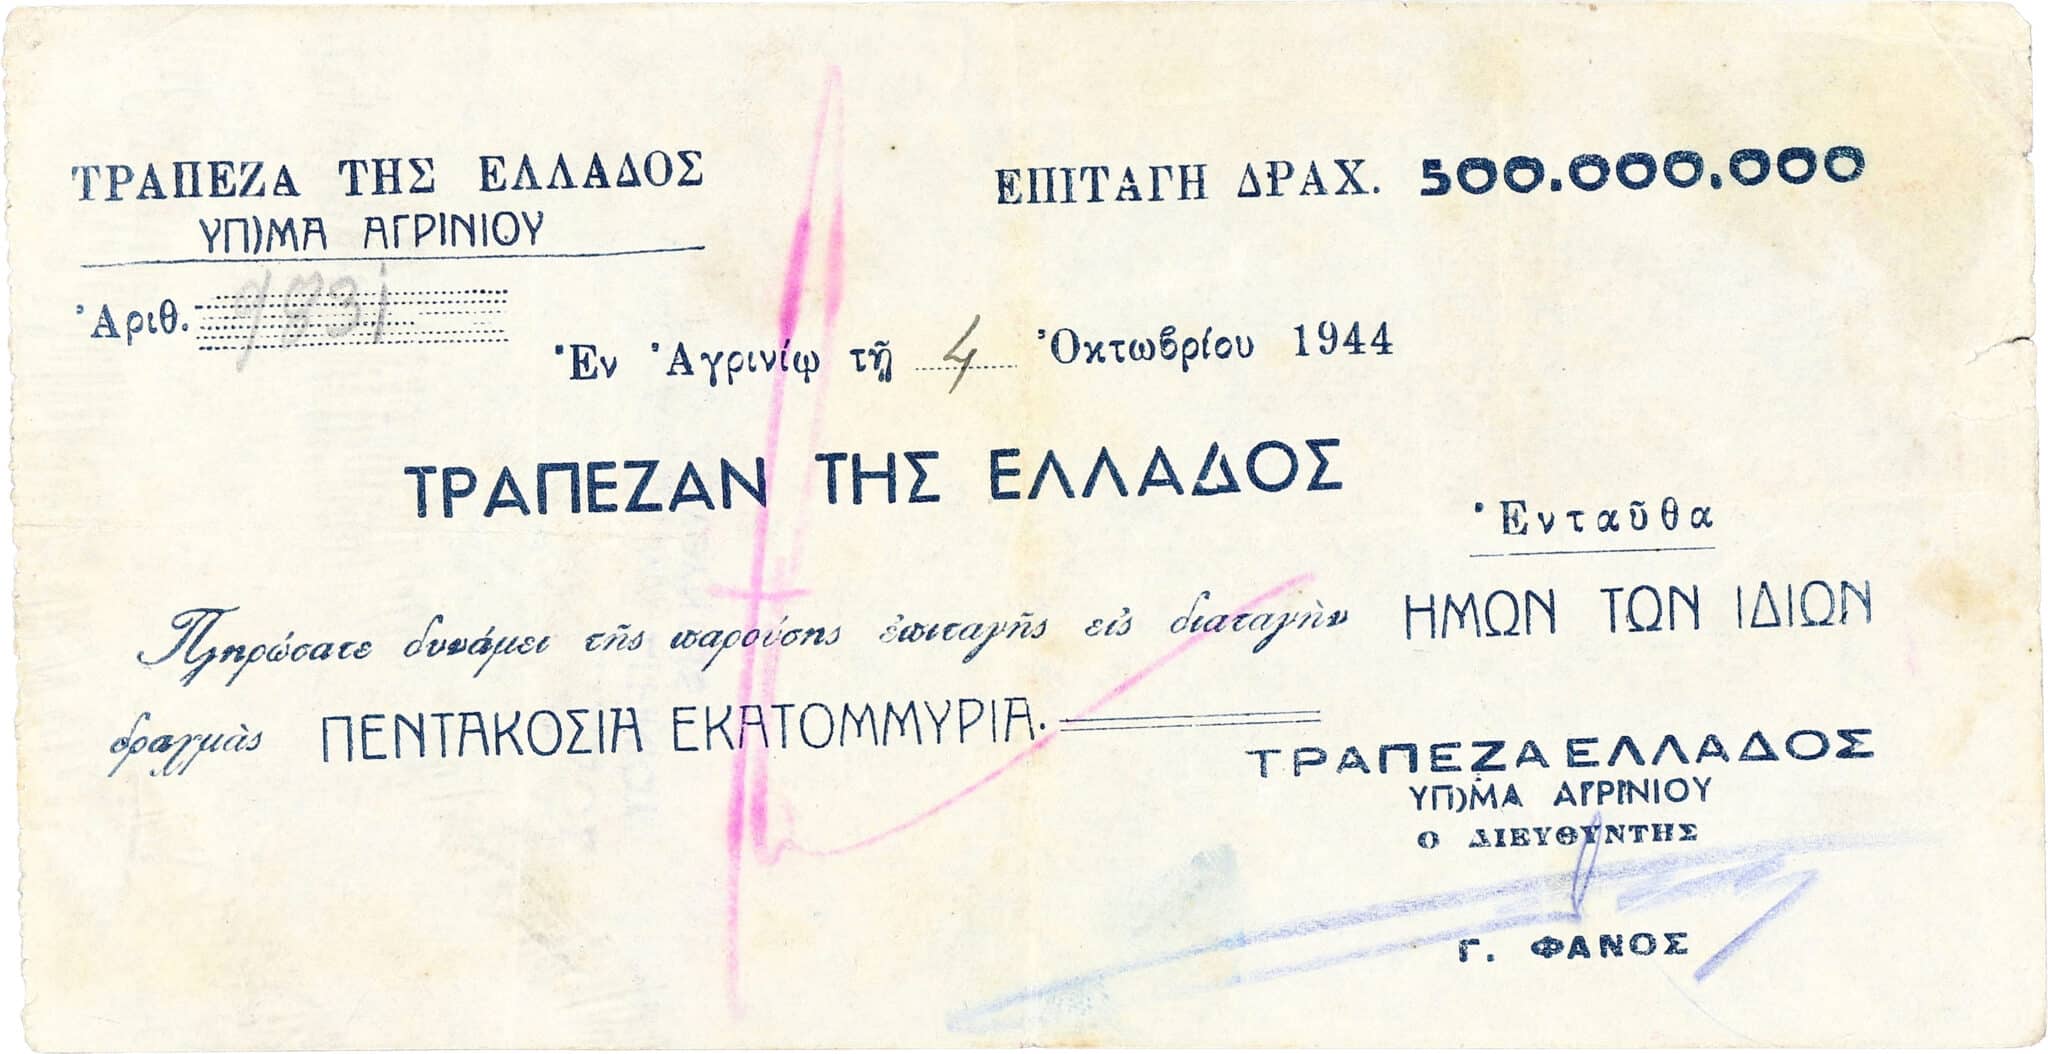 ΤΡΑΠΕΖΑ ΤΗΣ ΕΛΛΑΔΟΣ
ΥΠ)ΜΑ ΑΓΡΙΝΙΟΥ
Ἀριθ.
ΕΠΙΤΑΓΗ ΔΡΑΧ. 500.000.000
Ἐν Ἀγρινίῳ τῇ 4 Ὀκτωβρίου 1944
ΤΡΑΠΕΖΑΝ ΤΗΣ ΕΛΛΑΔΟΣ
Ἐνταῦθα
Πληρώσατε δυνάμει τῆς παρούσης ἐπιταγῆς εἰς διαταγὴν ΗΜΩΝ ΤΩΝ ΙΔΙΩΝ
δραχμὰς ΠΕΝΤΑΚΟΣΙΑ ΕΚΑΤΟΜΜΥΡΙΑ.
ΤΡΑΠΕΖΑ ΕΛΛΑΔΟΣ
ΥΠ)ΜΑ ΑΓΡΙΝΙΟΥ
Ο ΔΙΕΥΘΥΝΤΗΣ
Γ. ΦΑΝΟΣ